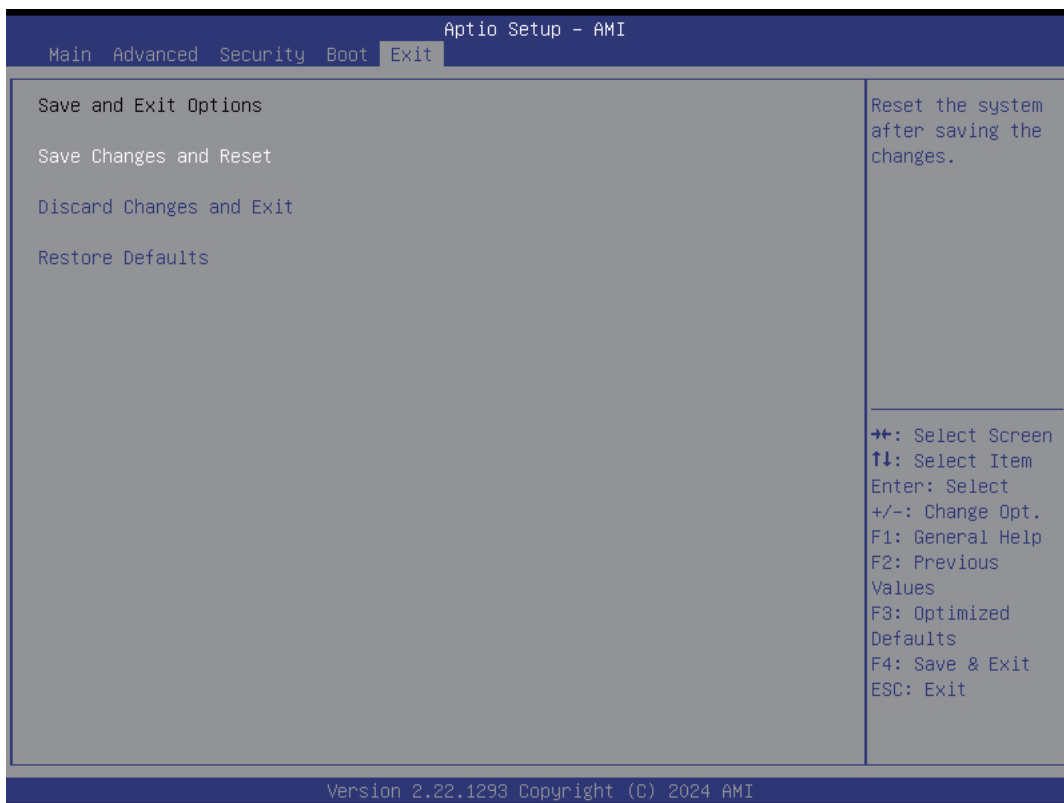 Aptio Setup – AMI
Main Advanced Security Boot Exit
Save and Exit Options
Save Changes and Reset
Discard Changes and Exit
Restore Defaults
Reset the system
after saving the
changes.
→←: Select Screen
↑↓: Select Item
Enter: Select
+/-: Change Opt.
F1: General Help
F2: Previous
Values
F3: Optimized
Defaults
F4: Save & Exit
ESC: Exit
Version 2.22.1293 Copyright (C) 2024 AMI